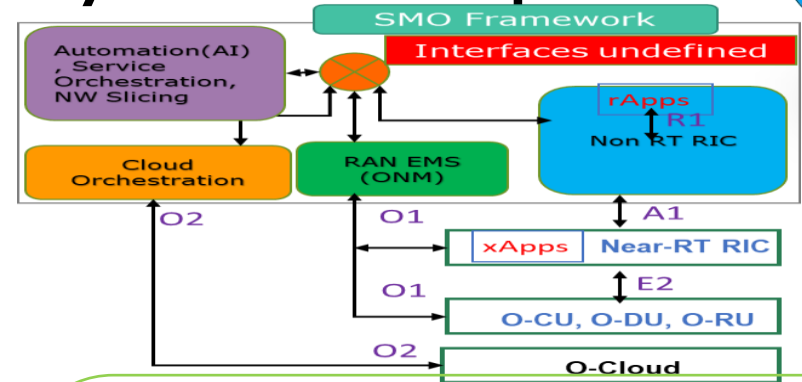 SMO Framework
Interfaces undefined
Automation(AI)
, Service
Orchestration,
NW Slicing
rApps
R1
Non RT RIC
Cloud
Orchestration
RAN EMS
(ONM)
O2
O1
A1
xApps Near-RT RIC
E2
O1
O-CU, O-DU, O-RU
O2
O-Cloud